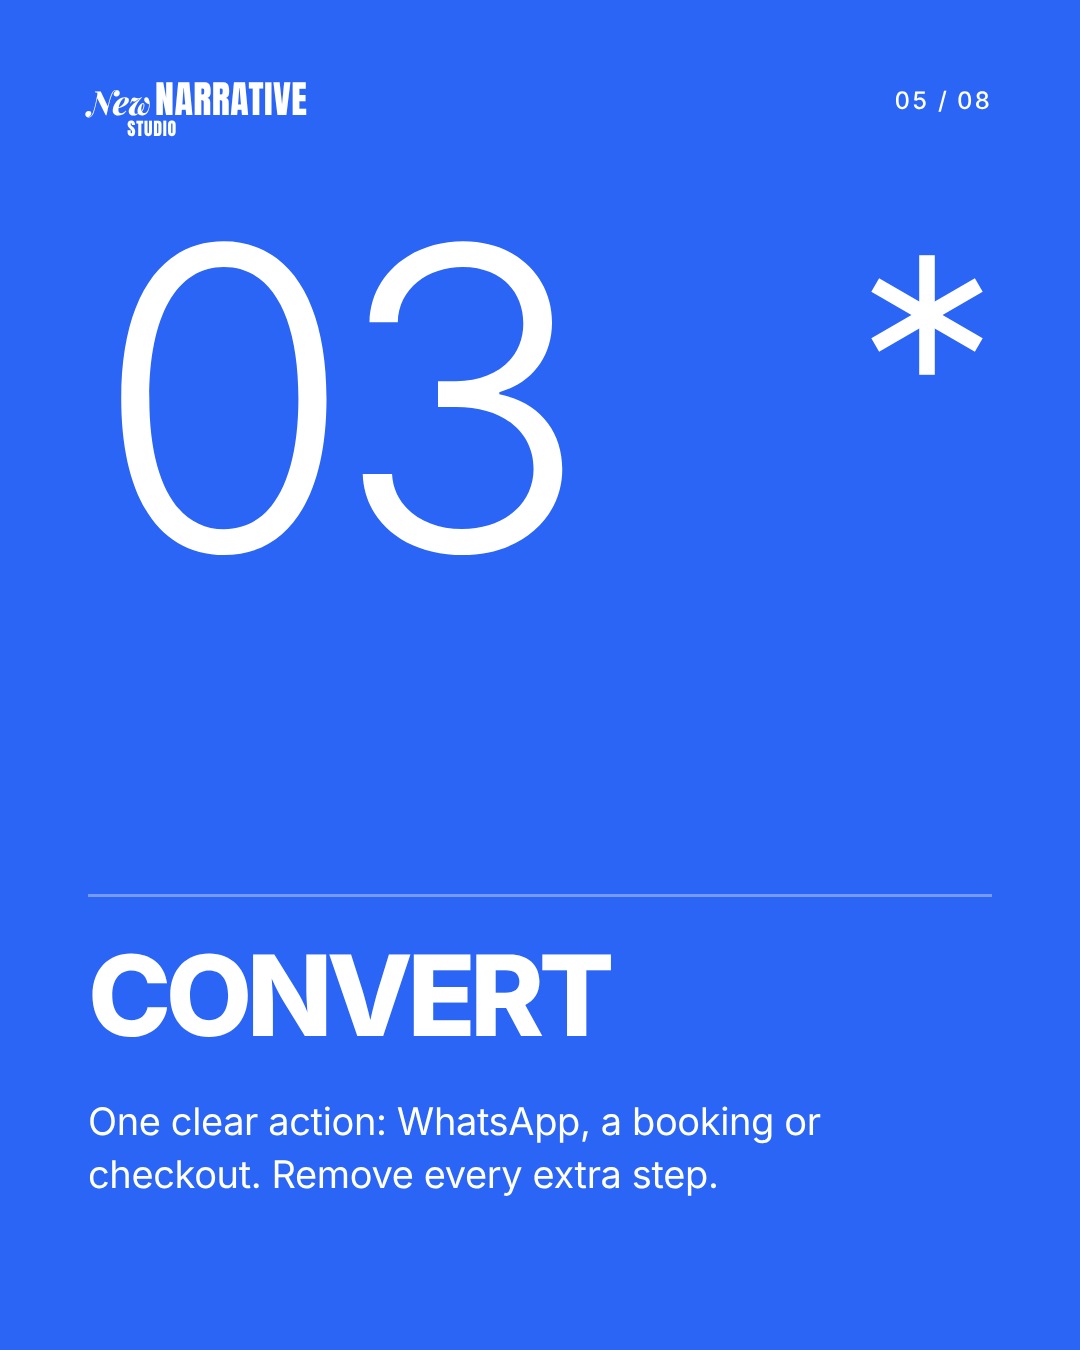 New NARRATIVE
STUDIO
05 / 08
03 *
CONVERT
One clear action: WhatsApp, a booking or
checkout. Remove every extra step.